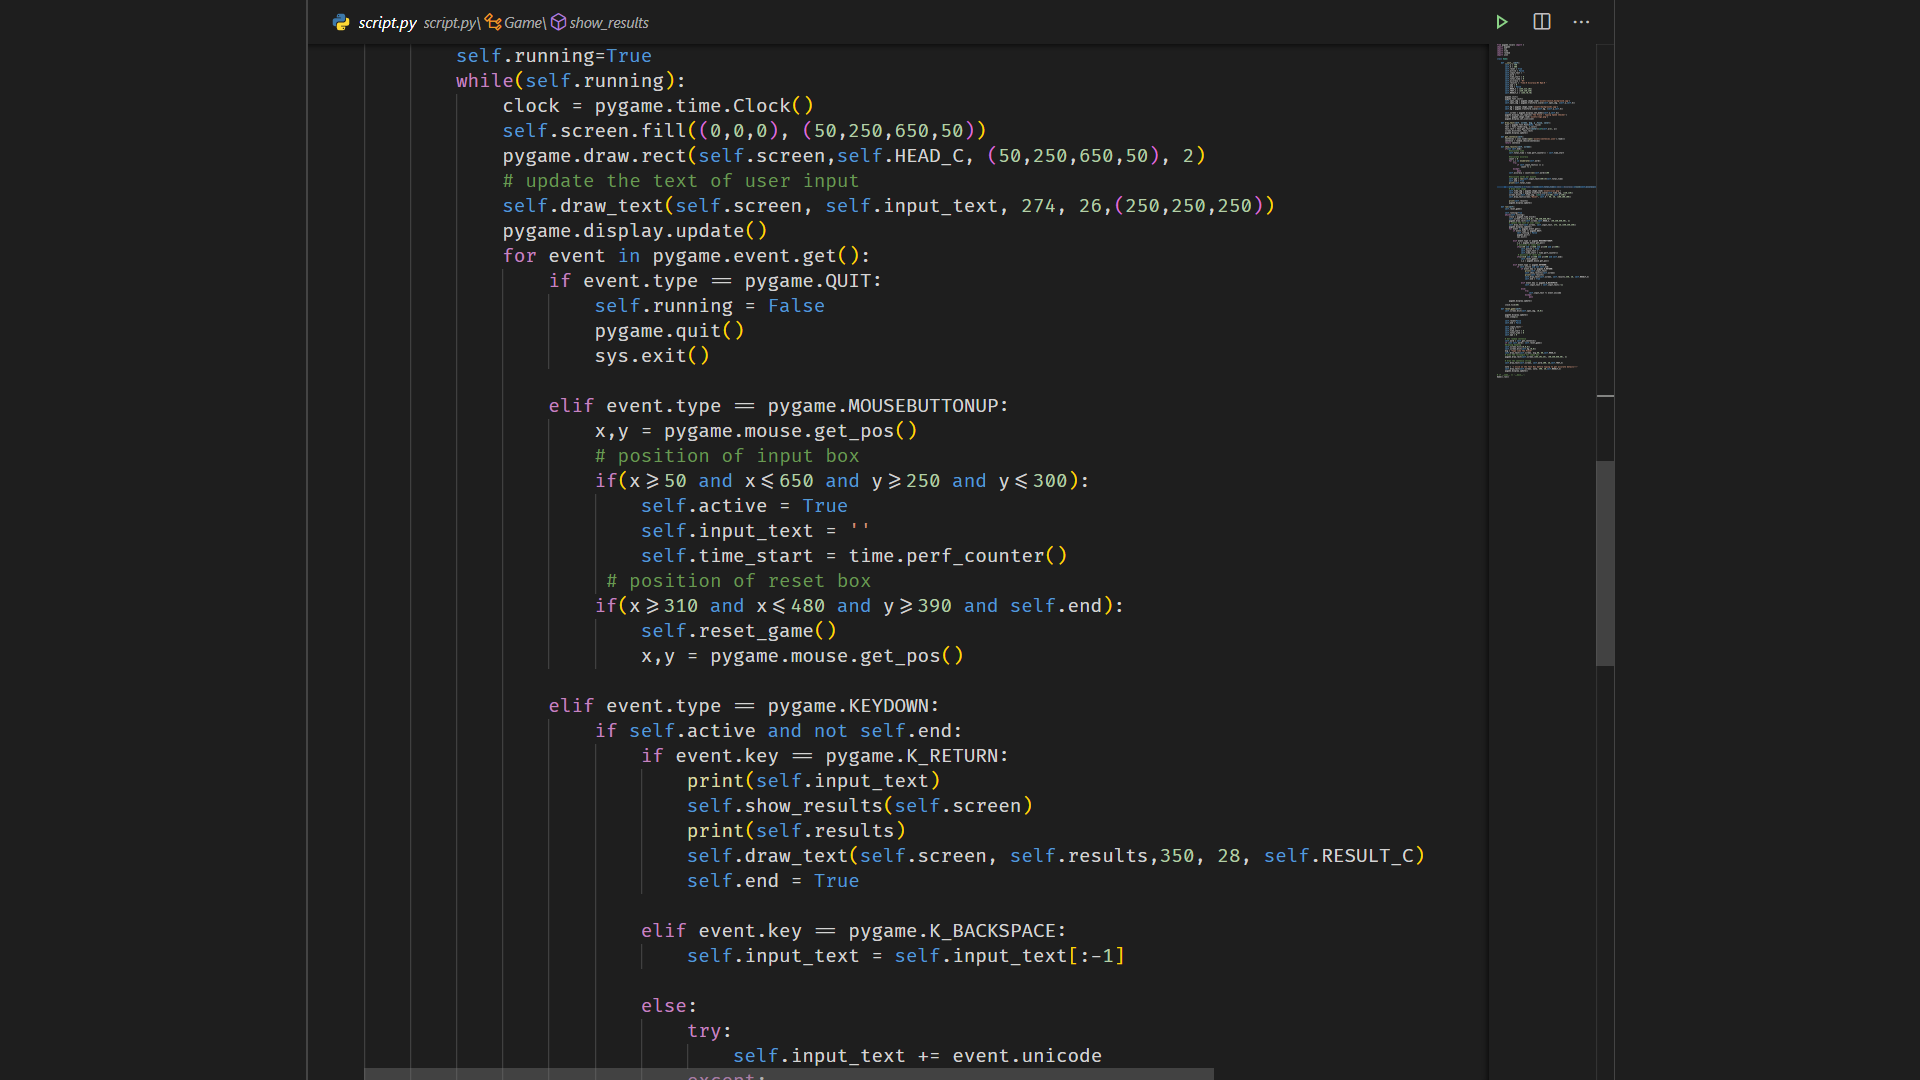 script.py script.py\ Game\ show_results
self.running=True
while(self.running):
clock = pygame.time.Clock()
self.screen.fill((0,0,0), (50,250,650,50))
pygame.draw.rect(self.screen,self.HEAD_C, (50,250,650,50), 2)
# update the text of user input
self.draw_text(self.screen, self.input_text, 274, 26,(250,250,250))
pygame.display.update()
for event in pygame.event.get():
if event.type == pygame.QUIT:
self.running = False
pygame.quit()
sys.exit()
elif event.type == pygame.MOUSEBUTTONUP:
x,y = pygame.mouse.get_pos()
# position of input box
if(x>=50 and x<=650 and y>=250 and y<=300):
self.active = True
self.input_text = ''
self.time_start = time.perf_counter()
# position of reset box
if(x>=310 and x<=480 and y>=390 and self.end):
self.reset_game()
x,y = pygame.mouse.get_pos()
elif event.type == pygame.KEYDOWN:
if self.active and not self.end:
if event.key == pygame.K_RETURN:
print(self.input_text)
self.show_results(self.screen)
print(self.results)
self.draw_text(self.screen, self.results,350, 28, self.RESULT_C)
self.end = True
elif event.key == pygame.K_BACKSPACE:
self.input_text = self.input_text[:-1]
else:
try:
self.input_text += event.unicode
except: